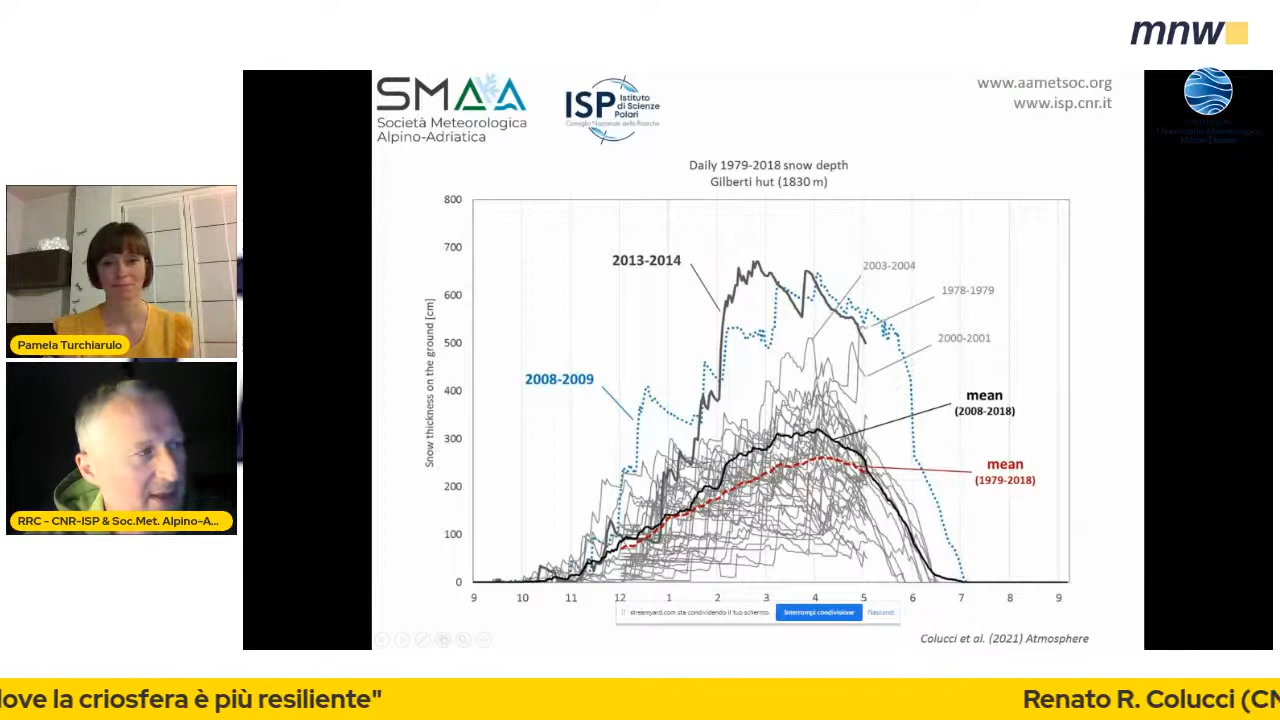 mnw
SMAA
Società Meteorologica
Alpino-Adriatica
ISP
Istituto
di Scienze
Polari
Consiglio Nazionale delle Ricerche
www.aametsoc.org
www.isp.cnr.it
Daily 1979-2018 snow depth
Gilberti hut (1830 m)
Snow thickness on the ground [cm]
800
700
600
500
400
300
200
100
0
2013-2014
2003-2004
1978-1979
2000-2001
2008-2009
mean
(2008-2018)
mean
(1979-2018)
9 10 11 12 1 2 3 4 5 6 7 8 9
streamyard.com sta condividendo il tuo schermo.
Interrompi condivisione
Nascondi
Colucci et al. (2021) Atmosphere
Pamela Turchiarulo
RRC - CNR-ISP & Soc.Met. Alpino-A...
dove la criosfera è più resiliente"
Renato R. Colucci (CN